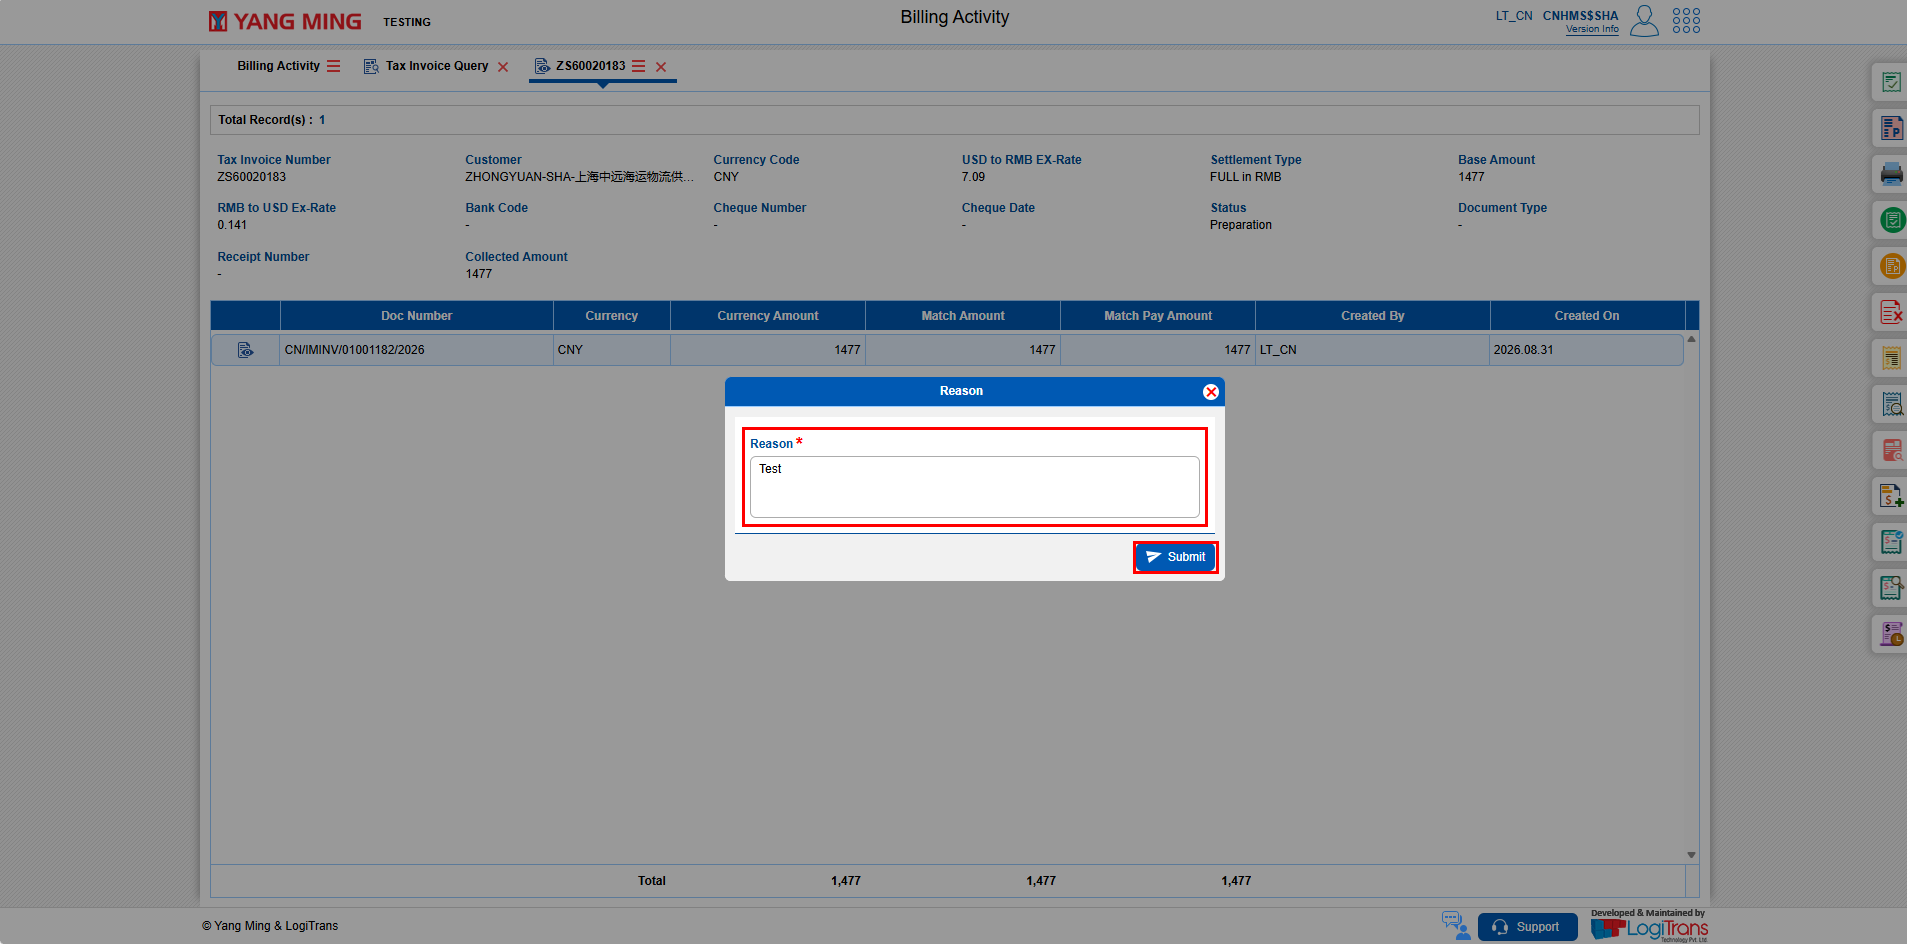 YANG MING TESTING
Billing Activity
LT_CN CNHMS$SHA
Version Info
Billing Activity
Tax Invoice Query
ZS60020183
Total Record(s) : 1
Tax Invoice Number Customer Currency Code USD to RMB EX-Rate Settlement Type Base Amount
ZS60020183 ZHONGYUAN-SHA-上海中远海运物流供... CNY 7.09 FULL in RMB 1477
RMB to USD Ex-Rate Bank Code Cheque Number Cheque Date Status Document Type
0.141 - - - Preparation -
Receipt Number Collected Amount
- 1477
Doc Number Currency Currency Amount Match Amount Match Pay Amount Created By Created On
CN/IMINV/01001182/2026 CNY 1477 1477 1477 LT_CN 2026.08.31
Reason
Reason *
Test
Submit
Total 1,477 1,477 1,477
© Yang Ming & LogiTrans
Support
Developed & Maintained by
LogiTrans
Technology Pvt. Ltd